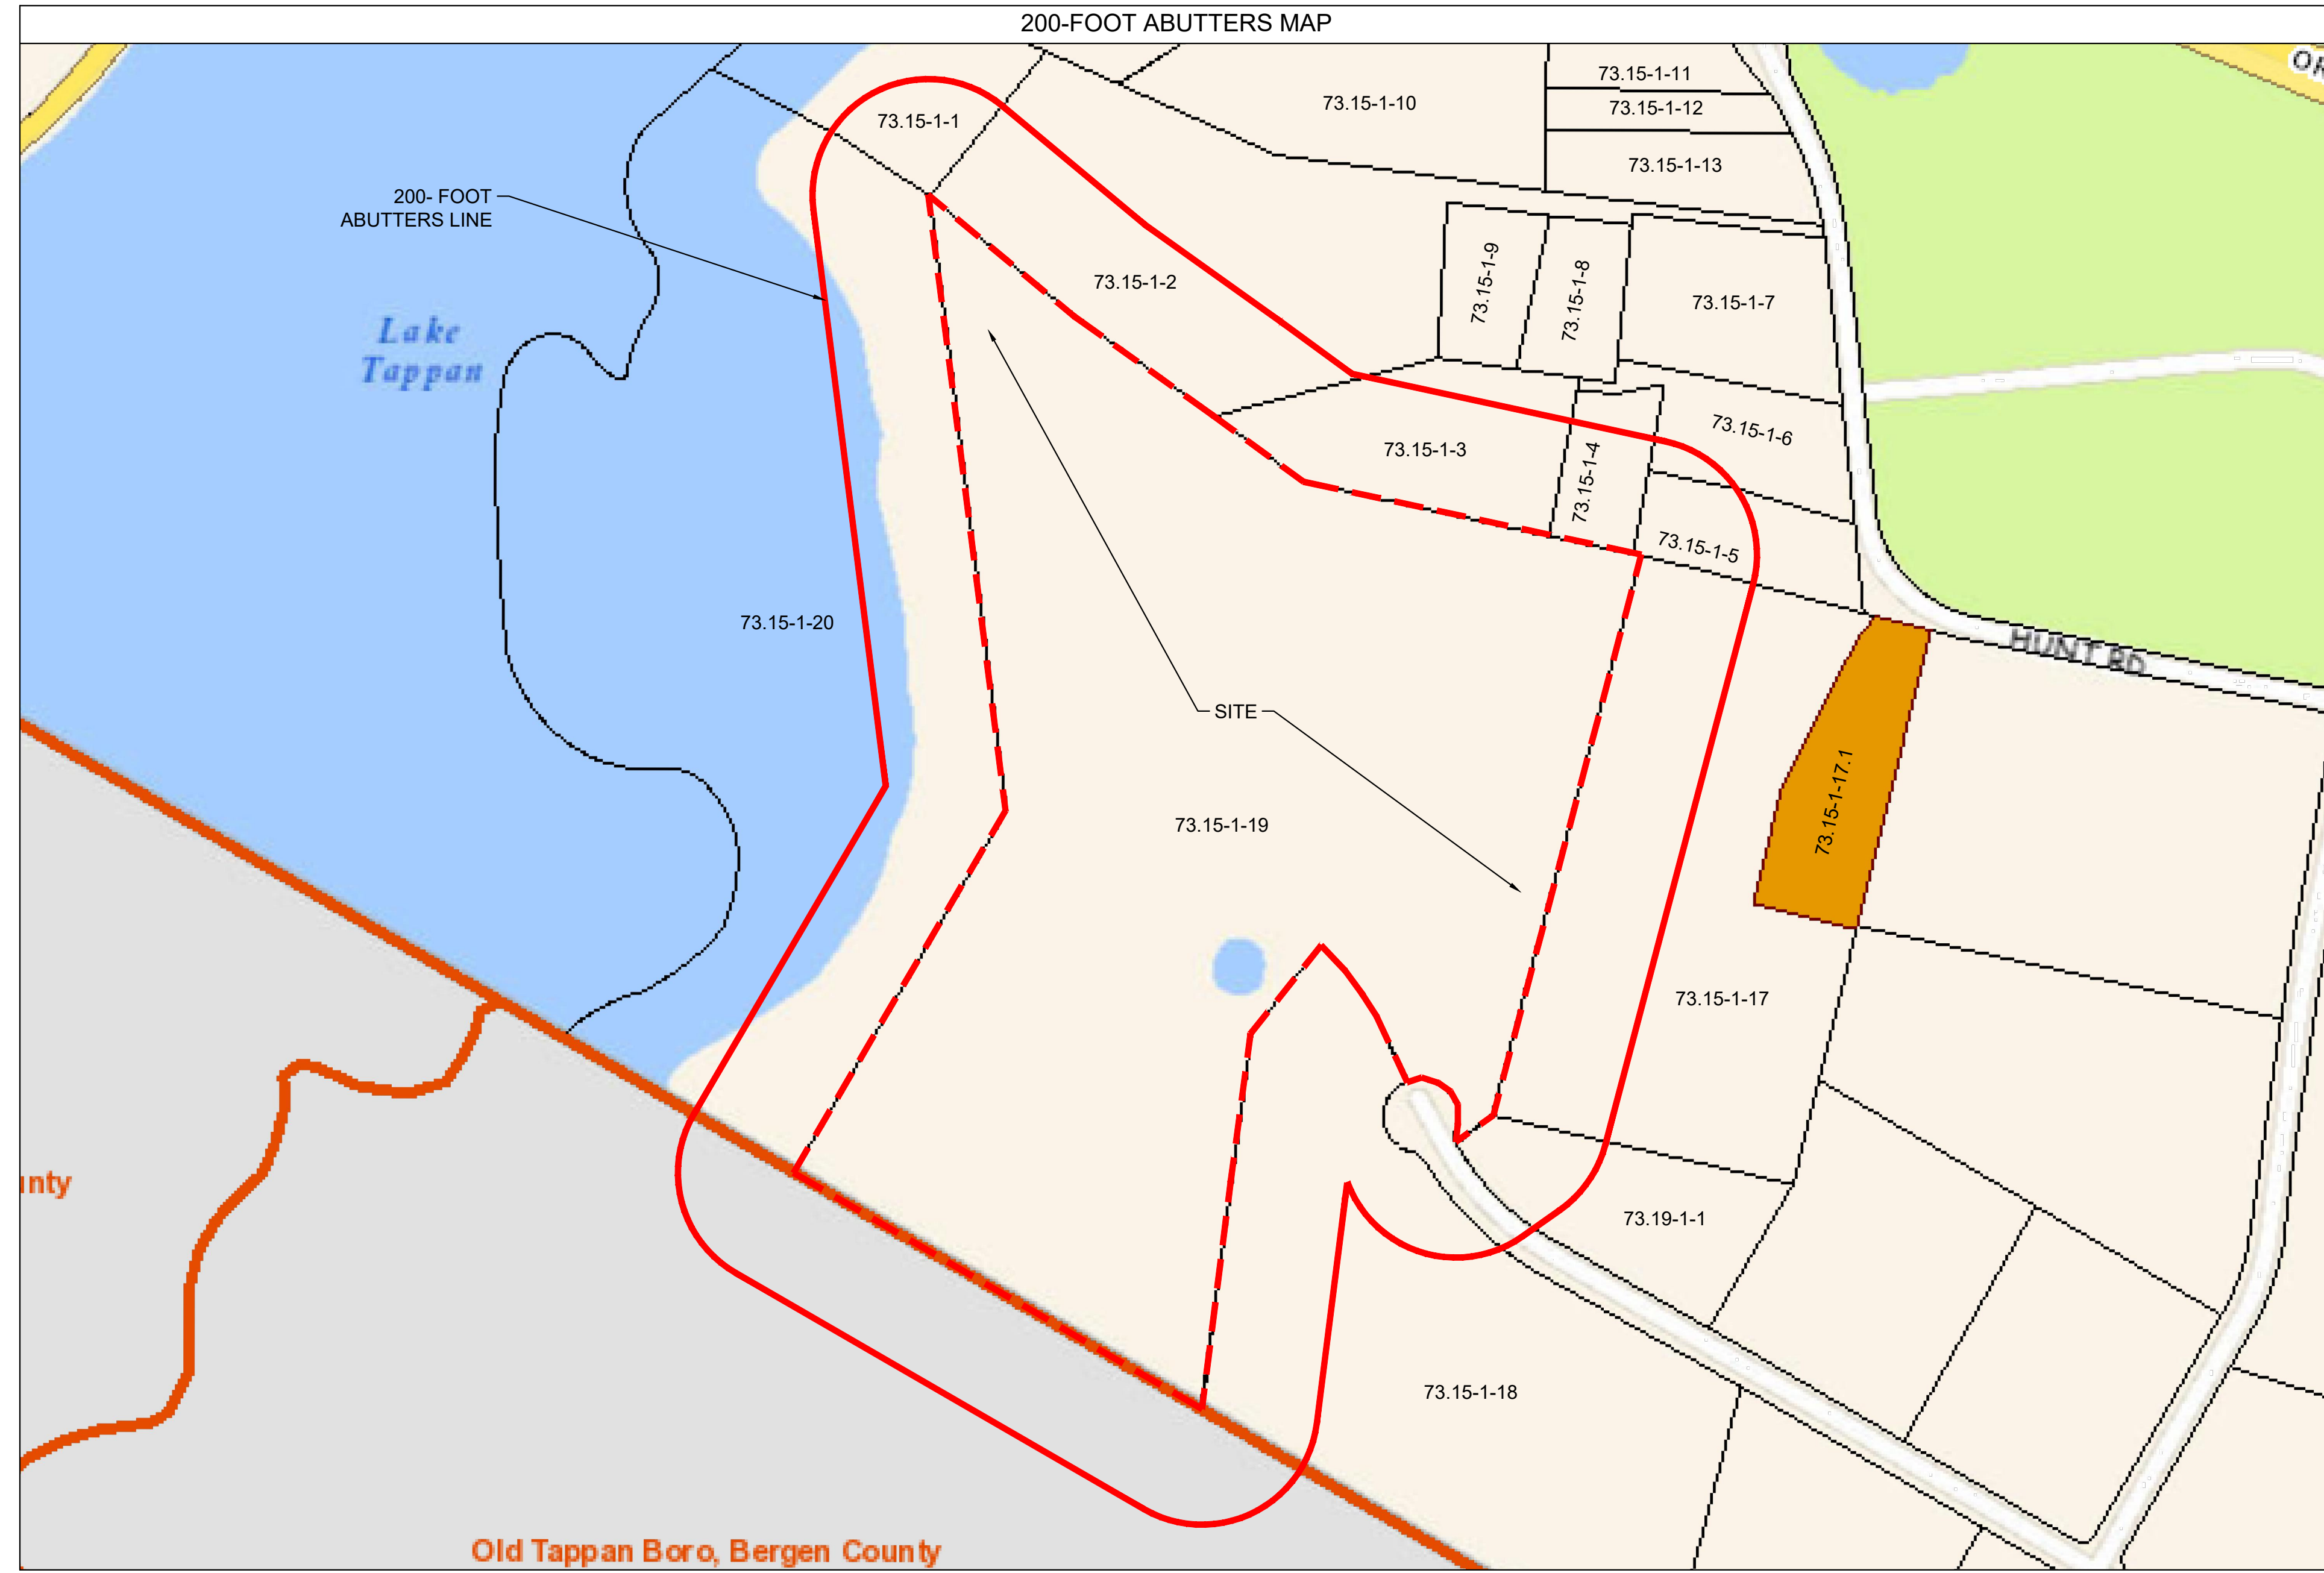 200-FOOT ABUTTERS MAP
73.15-1-11
73.15-1-10
73.15-1-12
73.15-1-1
73.15-1-13
200- FOOT
ABUTTERS LINE
73.15-1-2
73.15-1-9
73.15-1-8
73.15-1-7
Lake
Tappan
73.15-1-6
73.15-1-3
73.15-1-4
73.15-1-5
73.15-1-20
HUNT RD
SITE
73.15-1-17.1
73.15-1-19
73.15-1-17
73.19-1-1
73.15-1-18
Old Tappan Boro, Bergen County